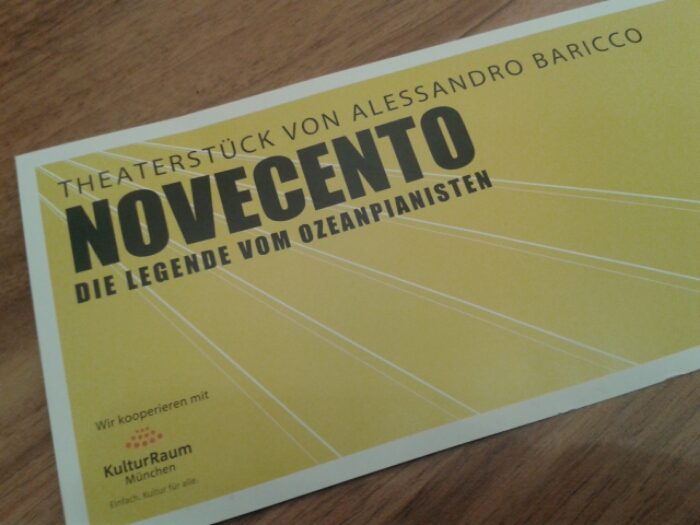 THEATERSTÜCK VON ALESSANDRO BARICCO
NOVECENTO
DIE LEGENDE VOM OZEANPIANISTEN
Wir kooperieren mit
KulturRaum
München
Einfach. Kultur für alle.